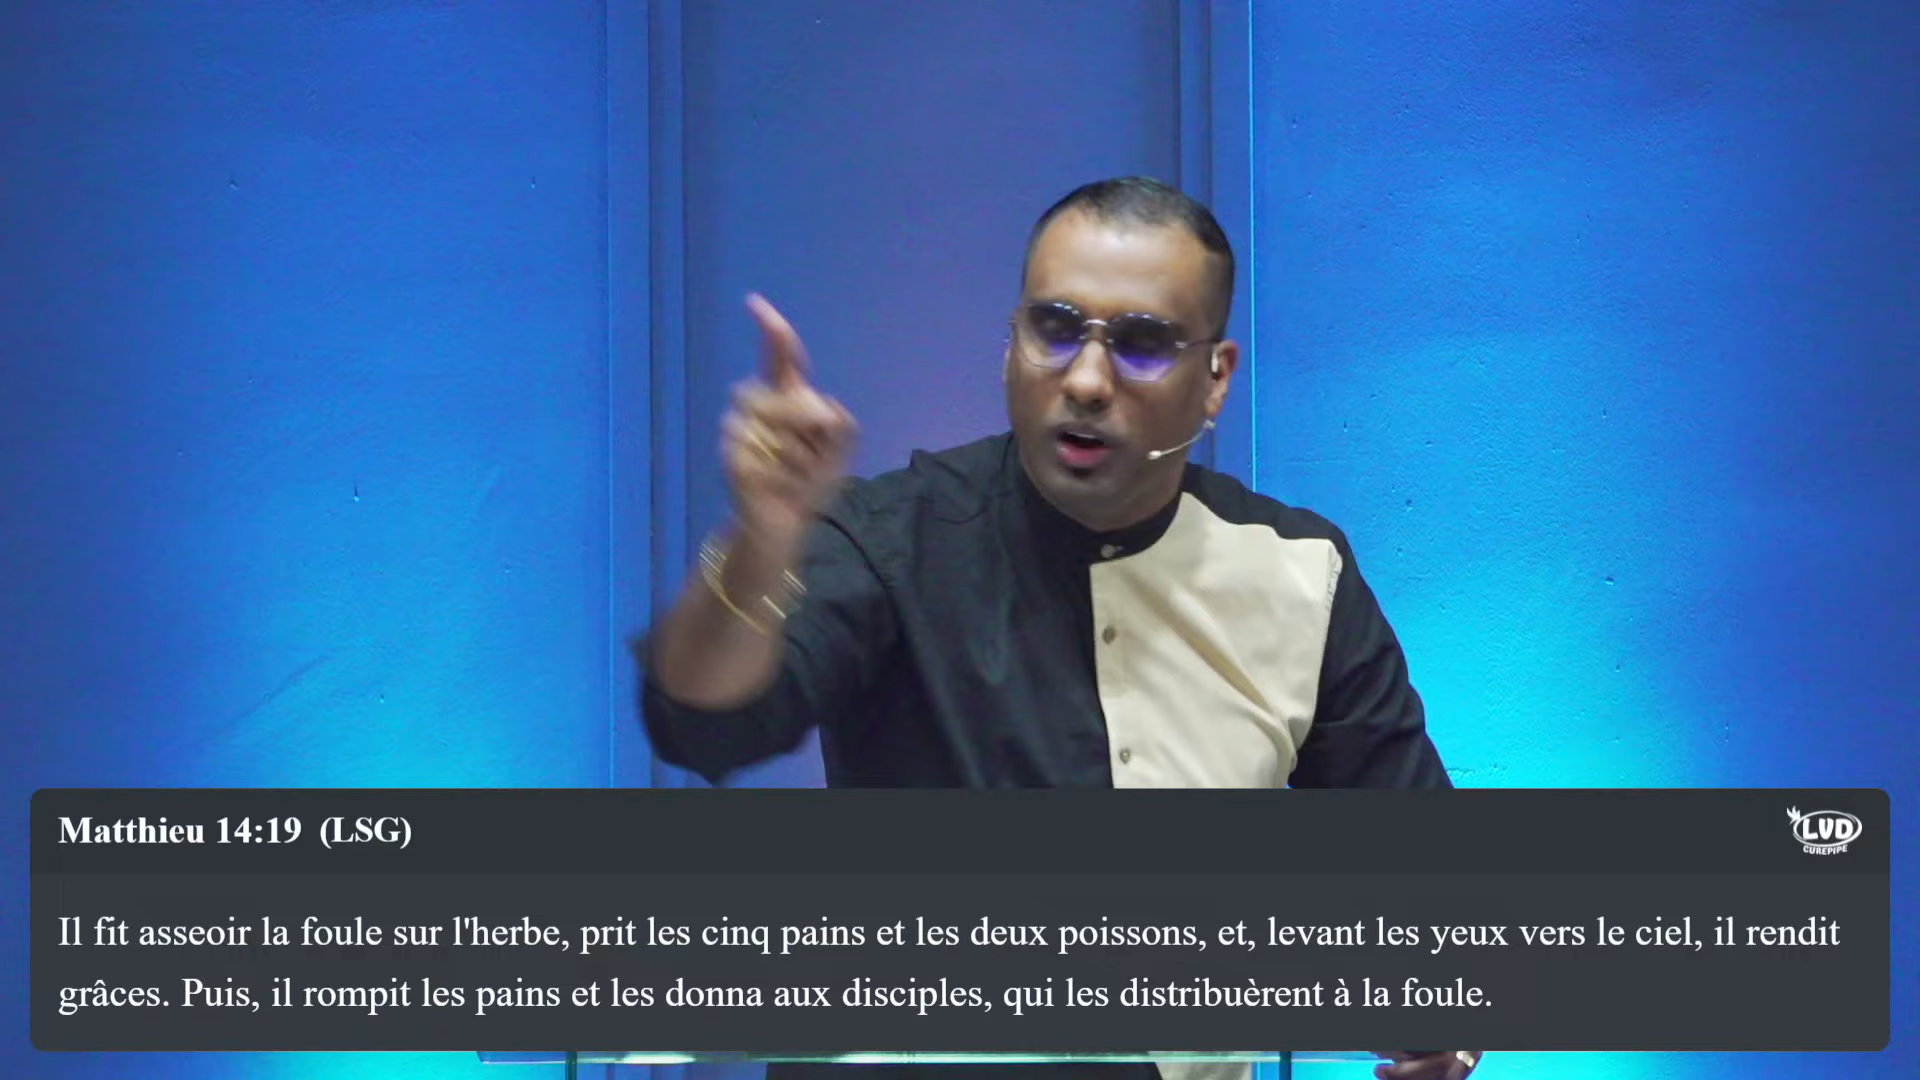 Matthieu 14:19 (LSG)
LVD
CUREPIPE
Il fit asseoir la foule sur l'herbe, prit les cinq pains et les deux poissons, et, levant les yeux vers le ciel, il rendit
grâces. Puis, il rompit les pains et les donna aux disciples, qui les distribuèrent à la foule.